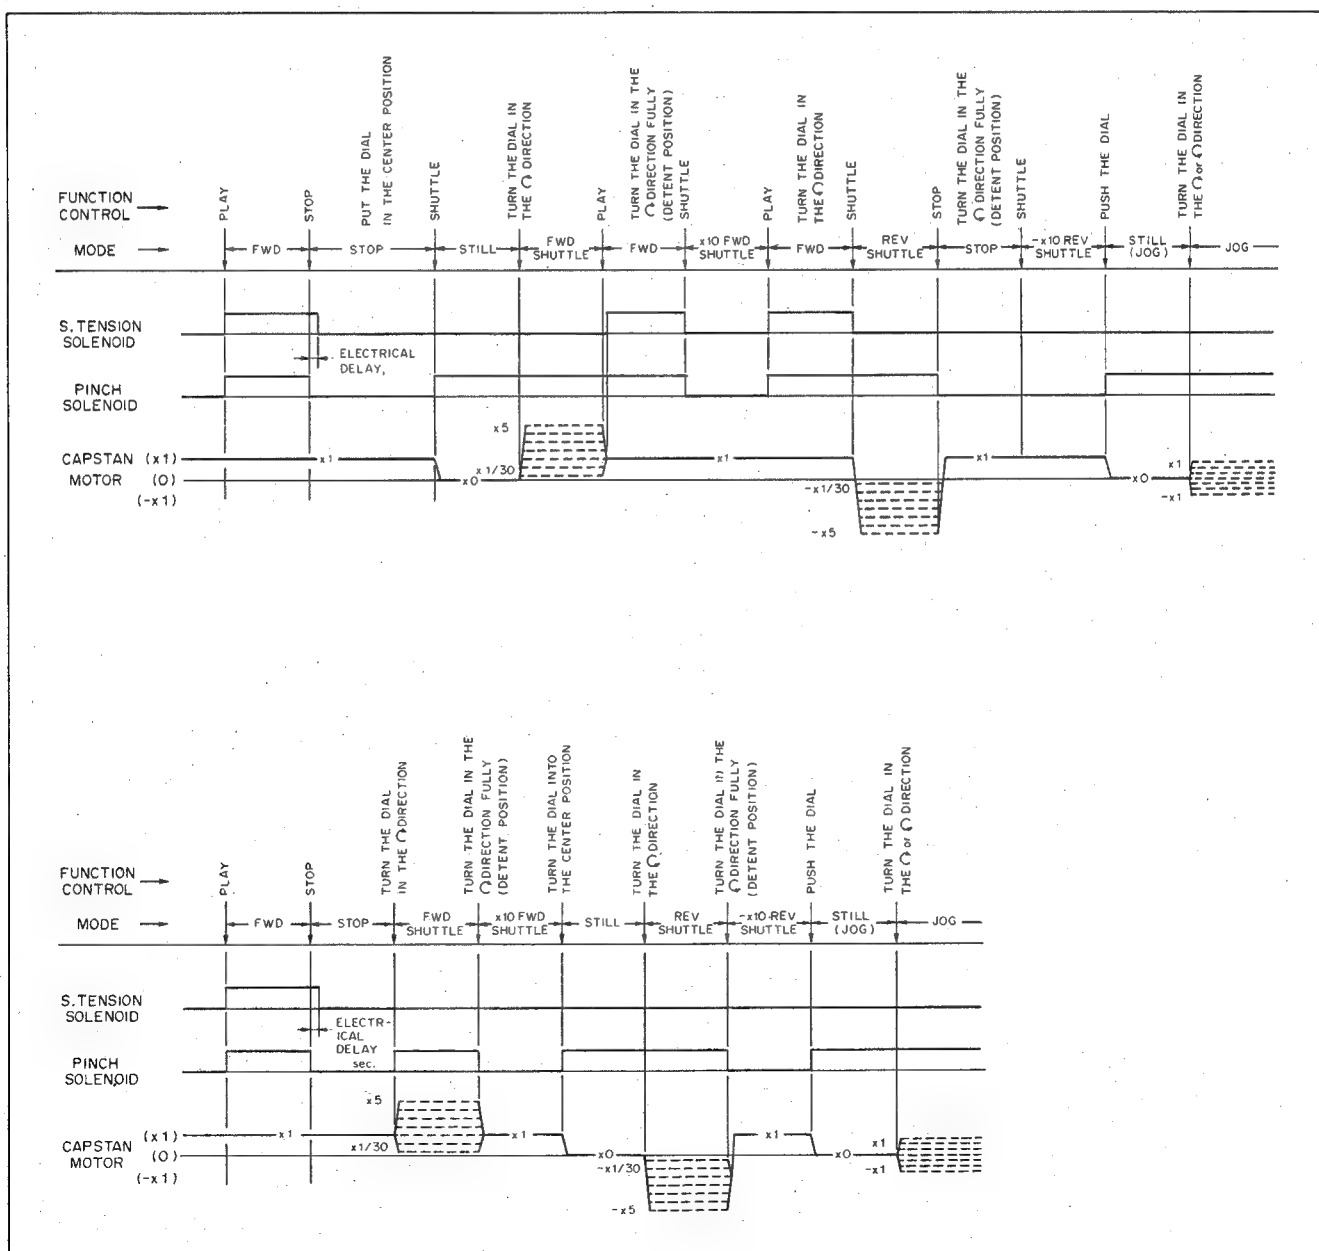 FUNCTION CONTROL
PLAY
STOP
PUT THE DIAL
IN THE CENTER POSITION
SHUTTLE
TURN THE DIAL IN
THE DIRECTION
PLAY
TURN THE DIAL IN THE
DIRECTION FULLY
(DETENT POSITION)
SHUTTLE
PLAY
TURN THE DIAL IN
THE DIRECTION
SHUTTLE
STOP
TURN THE DIAL IN THE
DIRECTION FULLY
(DETENT POSITION)
SHUTTLE
PUSH THE DIAL
TURN THE DIAL IN
THE or DIRECTION
MODE
FWD
STOP
STILL
FWD
SHUTTLE
FWD
x10 FWD
SHUTTLE
FWD
REV
SHUTTLE
STOP
-x10 REV
SHUTTLE
STILL
(JOG)
JOG
S. TENSION
SOLENOID
ELECTRICAL
DELAY,
PINCH
SOLENOID
CAPSTAN (x1)
MOTOR (0)
(-x1)
x1
x0
x5
x1/30
x1
-x1/30
-x5
x1
x0
x1
-x1
FUNCTION
CONTROL
PLAY
STOP
TURN THE DIAL
IN THE DIRECTION
TURN THE DIAL IN THE
DIRECTION FULLY
(DETENT POSITION)
TURN THE DIAL INTO
THE CENTER POSITION
TURN THE DIAL IN
THE DIRECTION
TURN THE DIAL IN THE
DIRECTION FULLY
(DETENT POSITION)
PUSH THE DIAL
TURN THE DIAL IN
THE or DIRECTION
MODE
FWD
STOP
FWD
SHUTTLE
x10 FWD
SHUTTLE
STILL
REV
SHUTTLE
-x10 REV
SHUTTLE
STILL
(JOG)
JOG
S. TENSION
SOLENOID
ELECTR-
ICAL
DELAY
sec.
PINCH
SOLENOID
CAPSTAN (x1)
MOTOR (0)
(-x1)
x1
x5
x1/30
x1
x0
-x1/30
-x5
x1
x0
x1
-x1